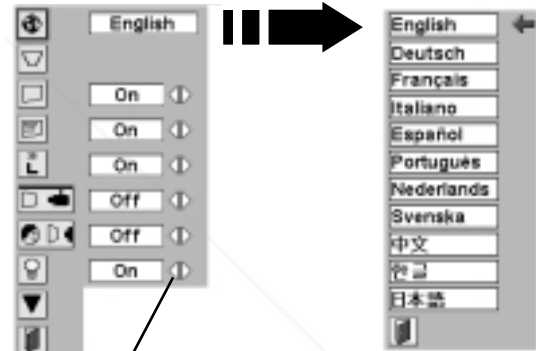 English
On
On
On
Off
Off
On
English
Deutsch
Français
Italiano
Español
Português
Nederlands
Svenska
中文
한글
日本語